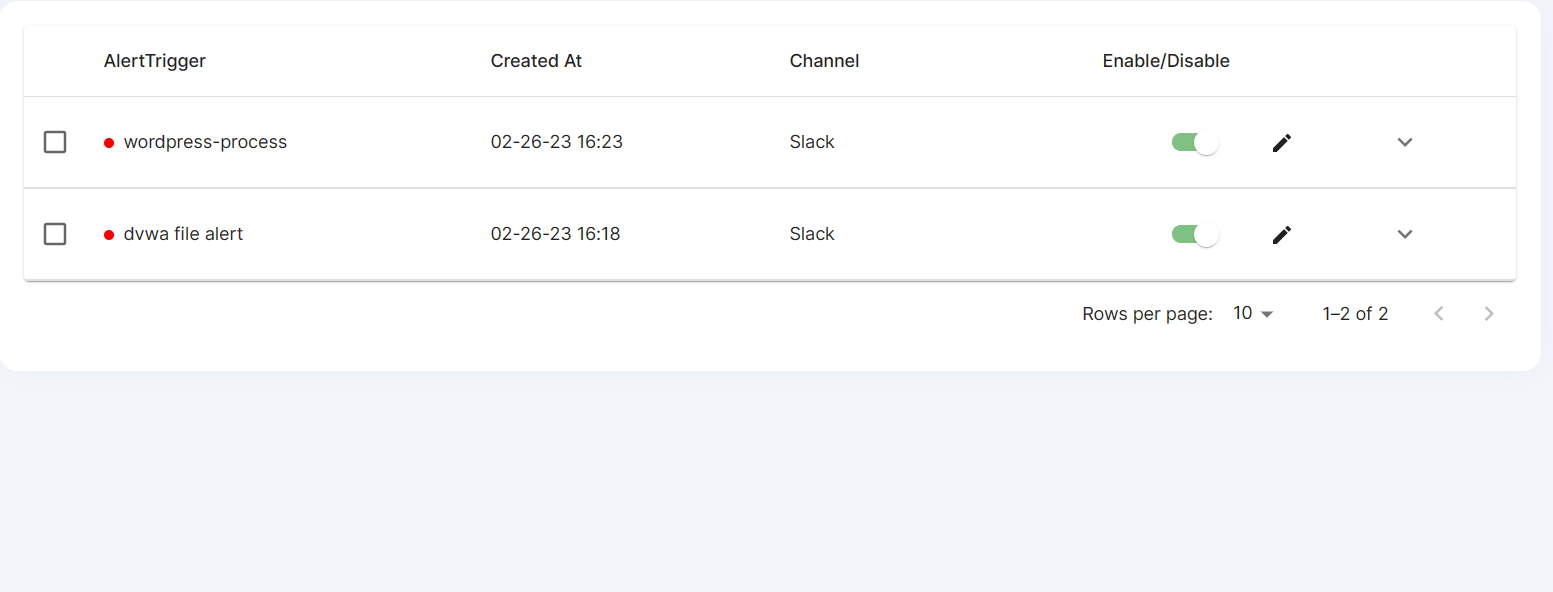 AlertTrigger Created At Channel Enable/Disable
wordpress-process 02-26-23 16:23 Slack
dvwa file alert 02-26-23 16:18 Slack
Rows per page: 10 1–2 of 2